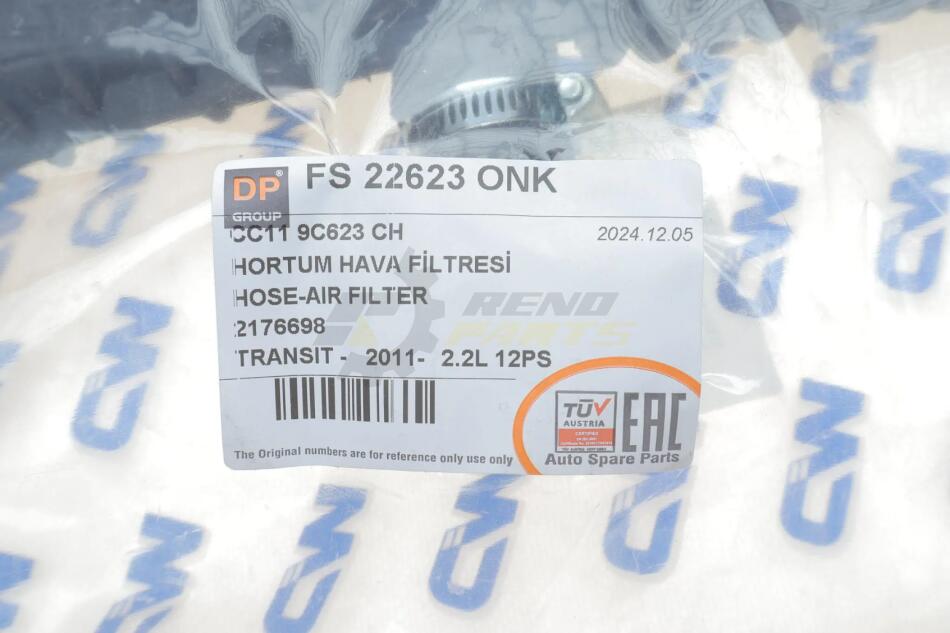 DP®
GROUP
FS 22623 ONK
CC11 9C623 CH
2024.12.05
HORTUM HAVA FİLTRESİ
HOSE-AIR FILTER
2176698
TRANSIT - 2011- 2.2L 12PS
RENO
PARTS
TÜV
AUSTRIA
CERTIFIED
EAC
Auto Spare Parts
The Original numbers are for reference only use only